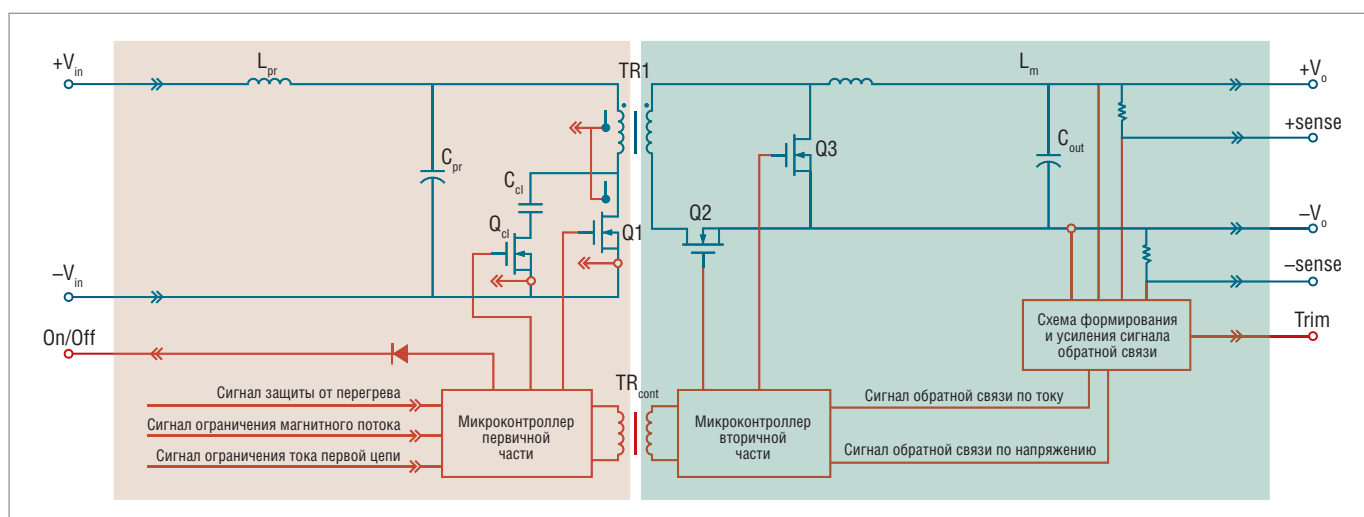 +Vin
Lpr
TR1
Lm
+Vo
+sense
Cpr
Ccl
Qcl
Q1
Q3
Q2
Cout
–Vo
–sense
–Vin
On/Off
Схема формирования
и усиления сигнала
обратной связи
Trim
Сигнал защиты от перегрева
Сигнал ограничения магнитного потока
Сигнал ограничения тока первой цепи
Микроконтроллер
первичной
части
TRcont
Микроконтроллер
вторичной
части
Сигнал обратной связи по току
Сигнал обратной связи по напряжению